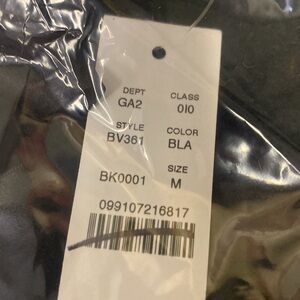 DEPT CLASS
GA2 010
STYLE COLOR
BV361 BLA
SIZE
BK0001 M
099107216817